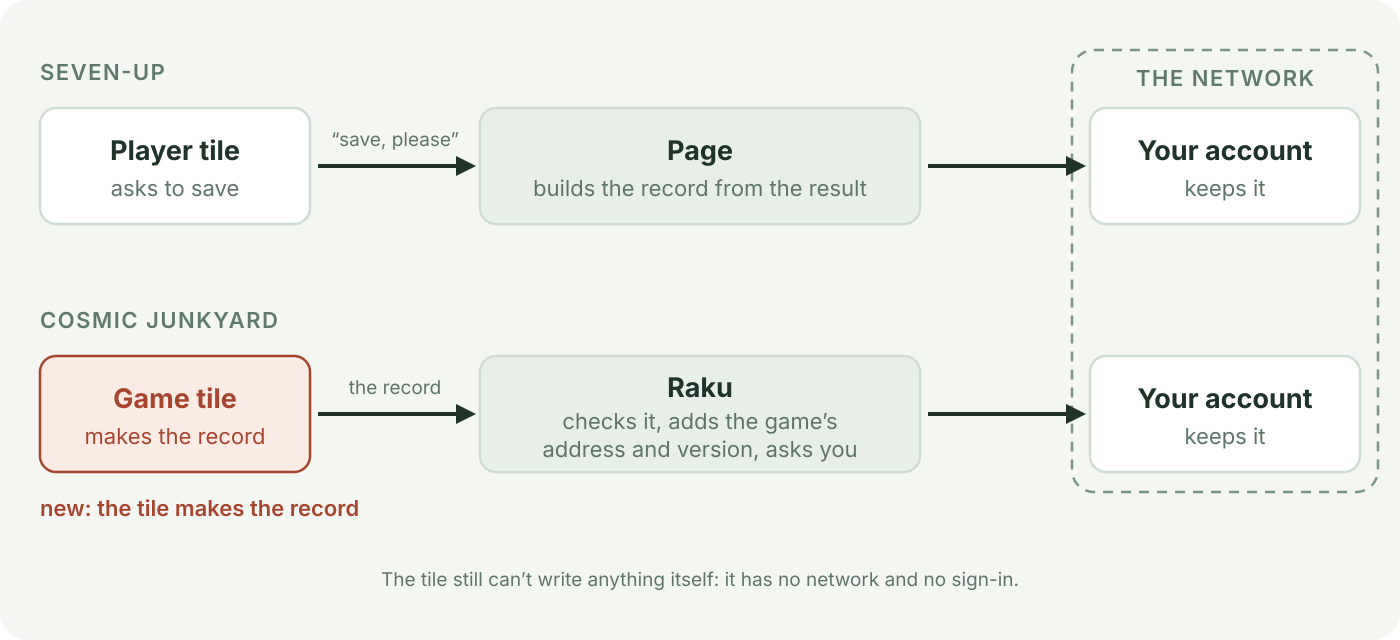 SEVEN-UP
THE NETWORK
Player tile
asks to save
“save, please”
Page
builds the record from the result
Your account
keeps it
COSMIC JUNKYARD
Game tile
makes the record
the record
Raku
checks it, adds the game’s
address and version, asks you
Your account
keeps it
new: the tile makes the record
The tile still can’t write anything itself: it has no network and no sign-in.